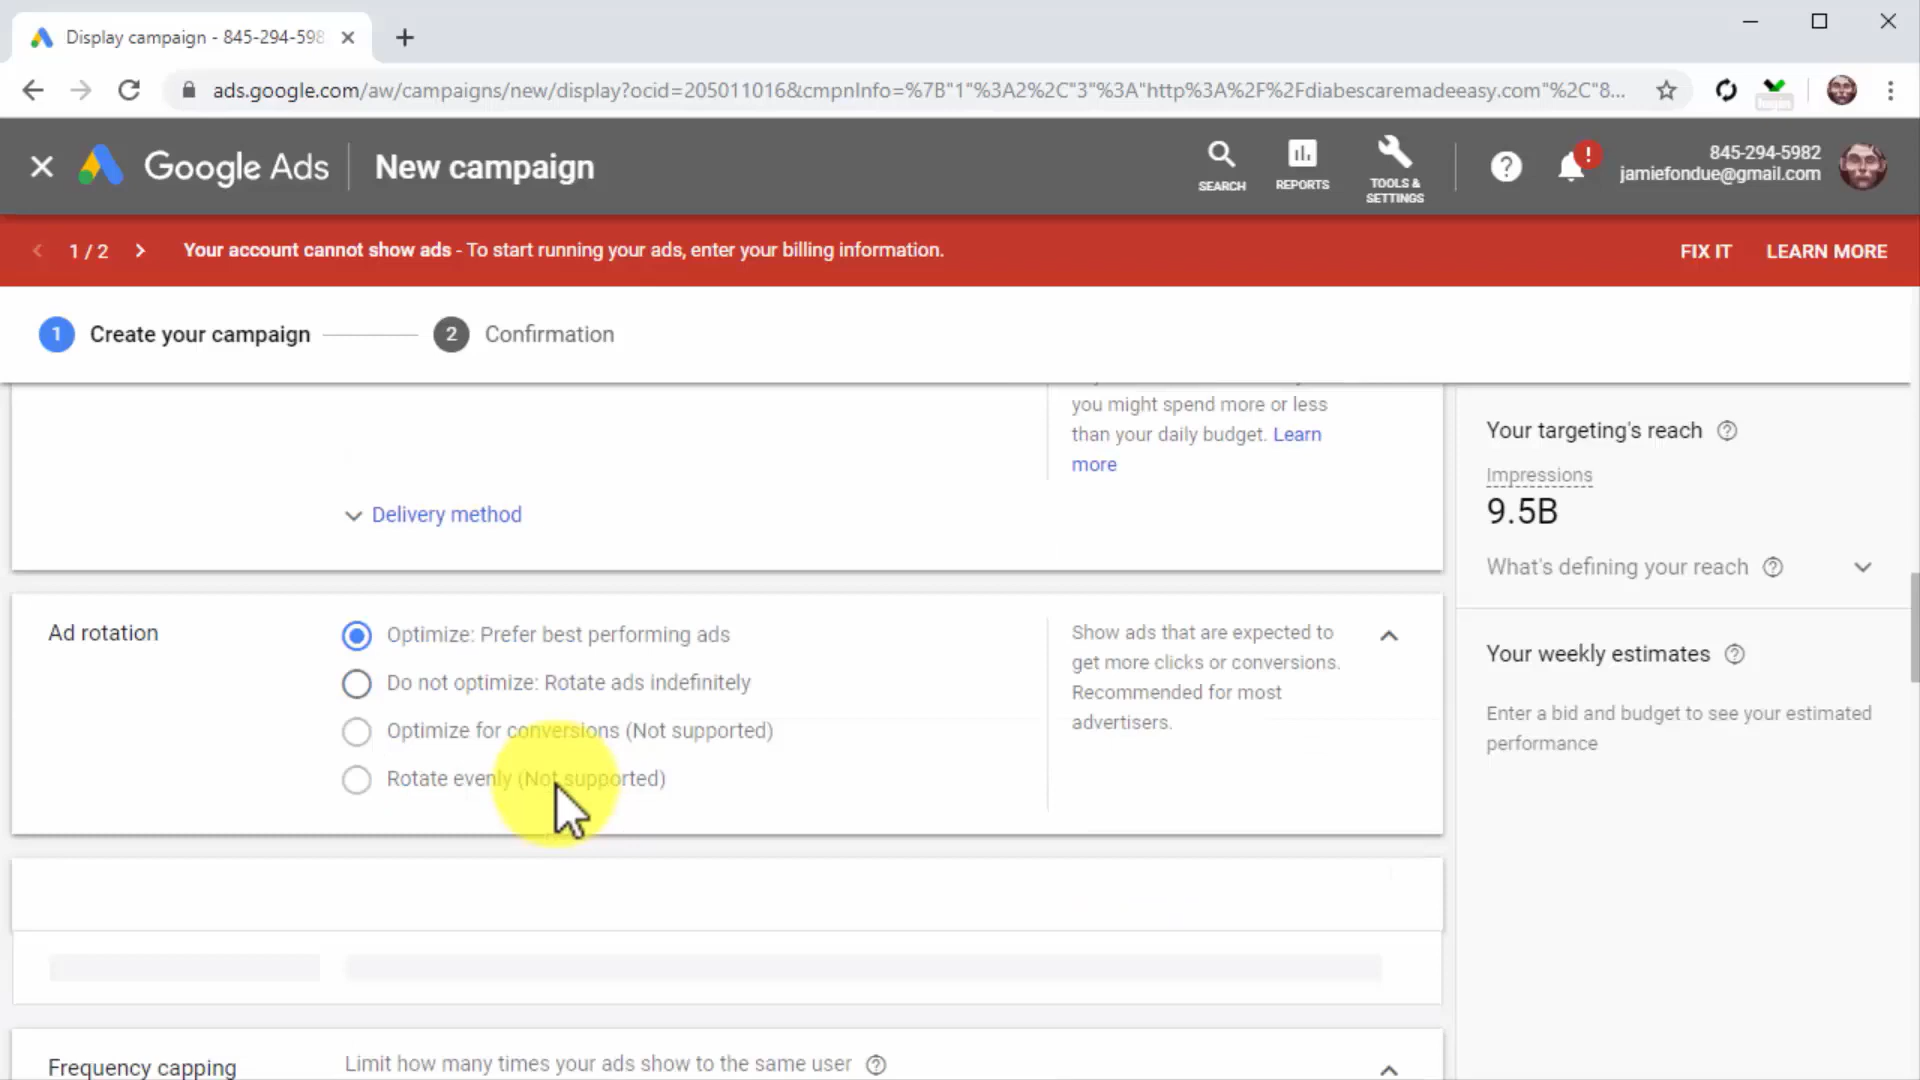 Display campaign - 845-294-598
ads.google.com/aw/campaigns/new/display?ocid=205011016&cmpnInfo=%7B"1"%3A2%2C"3"%3A"http%3A%2F%2Fdiabescaremadeeasy.com"%2C"8...
Google Ads
New campaign
SEARCH
REPORTS
TOOLS &
SETTINGS
?
!
845-294-5982
jamiefondue@gmail.com
1 / 2
Your account cannot show ads - To start running your ads, enter your billing information.
FIX IT
LEARN MORE
1
Create your campaign
2
Confirmation
you might spend more or less
than your daily budget. Learn
more
Delivery method
Ad rotation
Optimize: Prefer best performing ads
Do not optimize: Rotate ads indefinitely
Optimize for conversions (Not supported)
Rotate evenly (Not supported)
Show ads that are expected to
get more clicks or conversions.
Recommended for most
advertisers.
Frequency capping
Limit how many times your ads show to the same user
Your targeting's reach
Impressions
9.5B
What's defining your reach
Your weekly estimates
Enter a bid and budget to see your estimated
performance